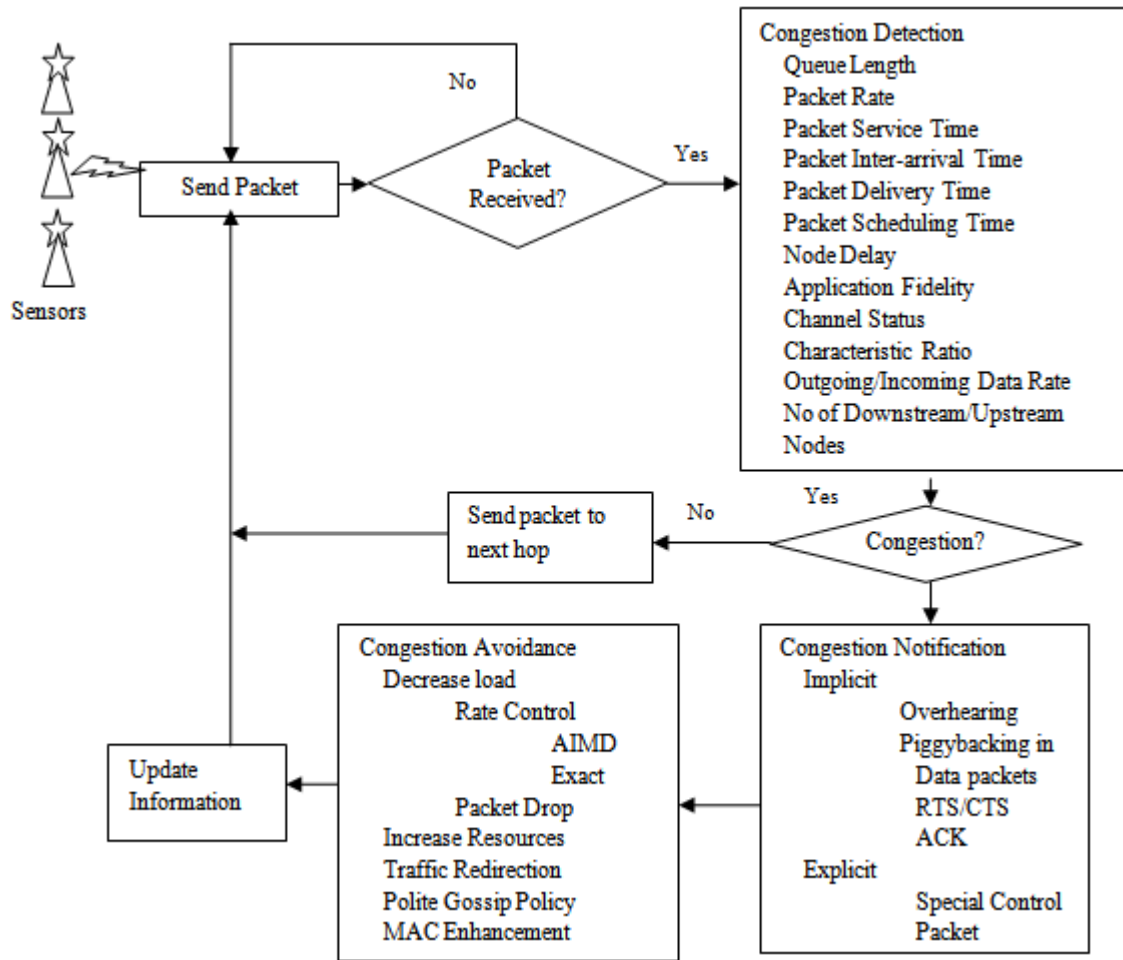 Sensors
Send Packet
No
Packet
Received?
Yes
Congestion Detection
Queue Length
Packet Rate
Packet Service Time
Packet Inter-arrival Time
Packet Delivery Time
Packet Scheduling Time
Node Delay
Application Fidelity
Channel Status
Characteristic Ratio
Outgoing/Incoming Data Rate
No of Downstream/Upstream
Nodes
Yes
Congestion?
No
Send packet to
next hop
Congestion Notification
Implicit
Overhearing
Piggybacking in
Data packets
RTS/CTS
ACK
Explicit
Special Control
Packet
Congestion Avoidance
Decrease load
Rate Control
AIMD
Exact
Packet Drop
Increase Resources
Traffic Redirection
Polite Gossip Policy
MAC Enhancement
Update
Information